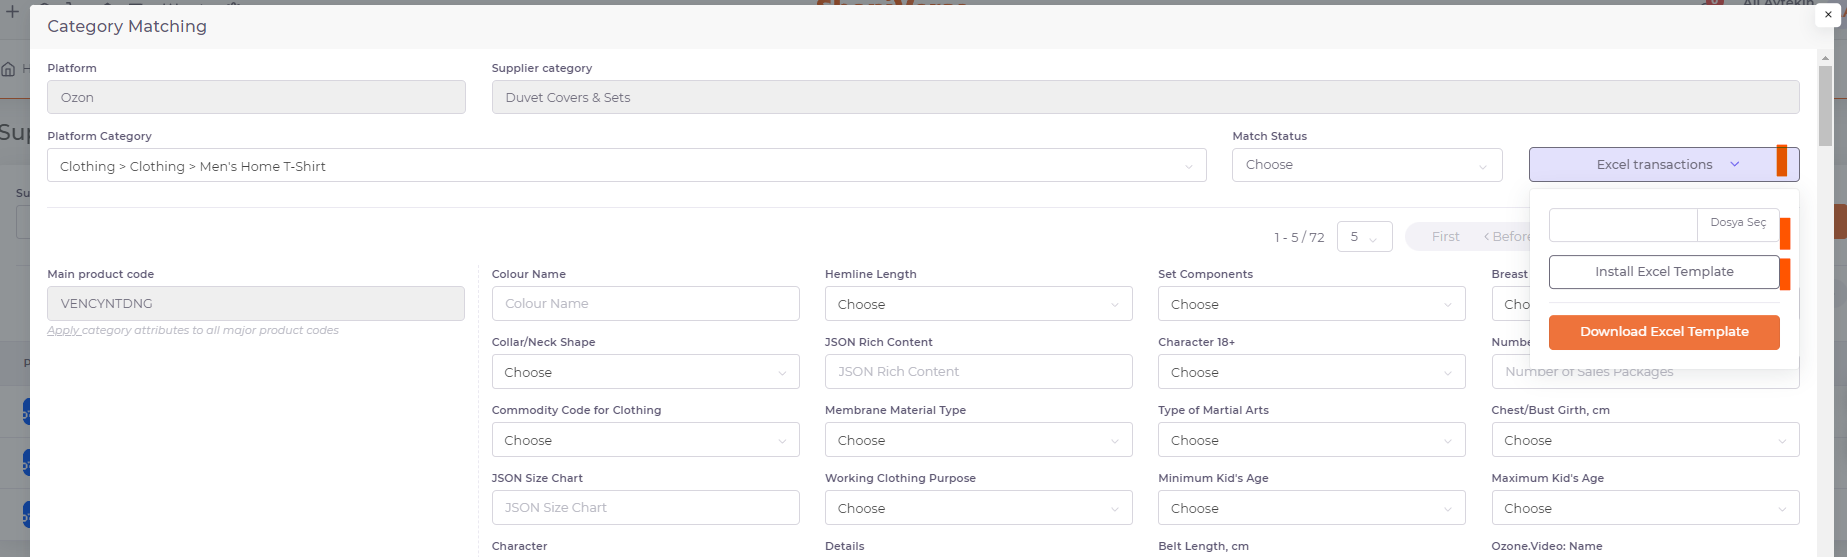 Category Matching
×
Platform
Supplier category
Ozon
Duvet Covers & Sets
Platform Category
Match Status
Clothing > Clothing > Men's Home T-Shirt
Choose
Excel transactions
Dosya Seç
1 - 5 / 72
5
First
Before
Install Excel Template
Download Excel Template
Main product code
Colour Name
Hemline Length
Set Components
Breast
VENCYNTDNG
Colour Name
Choose
Choose
Apply category attributes to all major product codes
Collar/Neck Shape
JSON Rich Content
Character 18+
Choose
JSON Rich Content
Choose
Number of Sales Packages
Commodity Code for Clothing
Membrane Material Type
Type of Martial Arts
Chest/Bust Girth, cm
Choose
Choose
Choose
Choose
JSON Size Chart
Working Clothing Purpose
Minimum Kid's Age
Maximum Kid's Age
JSON Size Chart
Choose
Choose
Choose
Character
Details
Belt Length, cm
Ozone.Video: Name